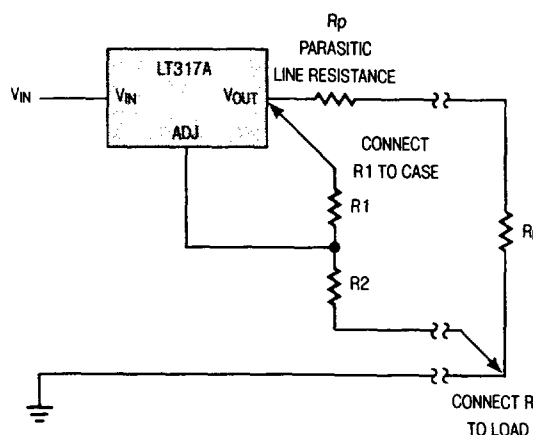 Rp
PARASITIC
LINE RESISTANCE
LT317A
VIN
VIN
VOUT
ADJ
CONNECT
R1 TO CASE
R1
R2
CONNECT R
TO LOAD